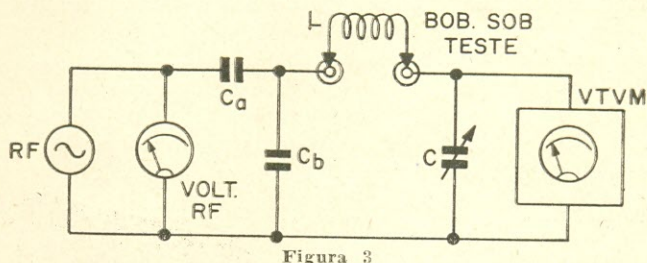 L
BOB. SOB
TESTE
Ca
VTVM
RF
Cb
C
VOLT.
RF
Figura 3